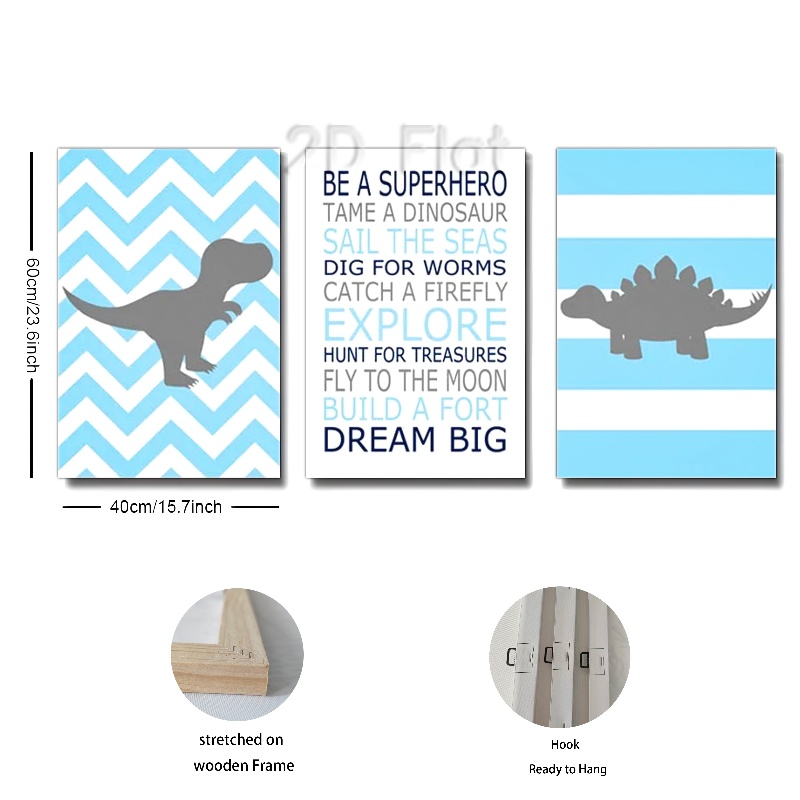 2D Flat
BE A SUPERHERO
TAME A DINOSAUR
SAIL THE SEAS
DIG FOR WORMS
CATCH A FIREFLY
EXPLORE
HUNT FOR TREASURES
FLY TO THE MOON
BUILD A FORT
DREAM BIG
60cm/23.6inch
40cm/15.7inch
stretched on
wooden Frame
Hook
Ready to Hang